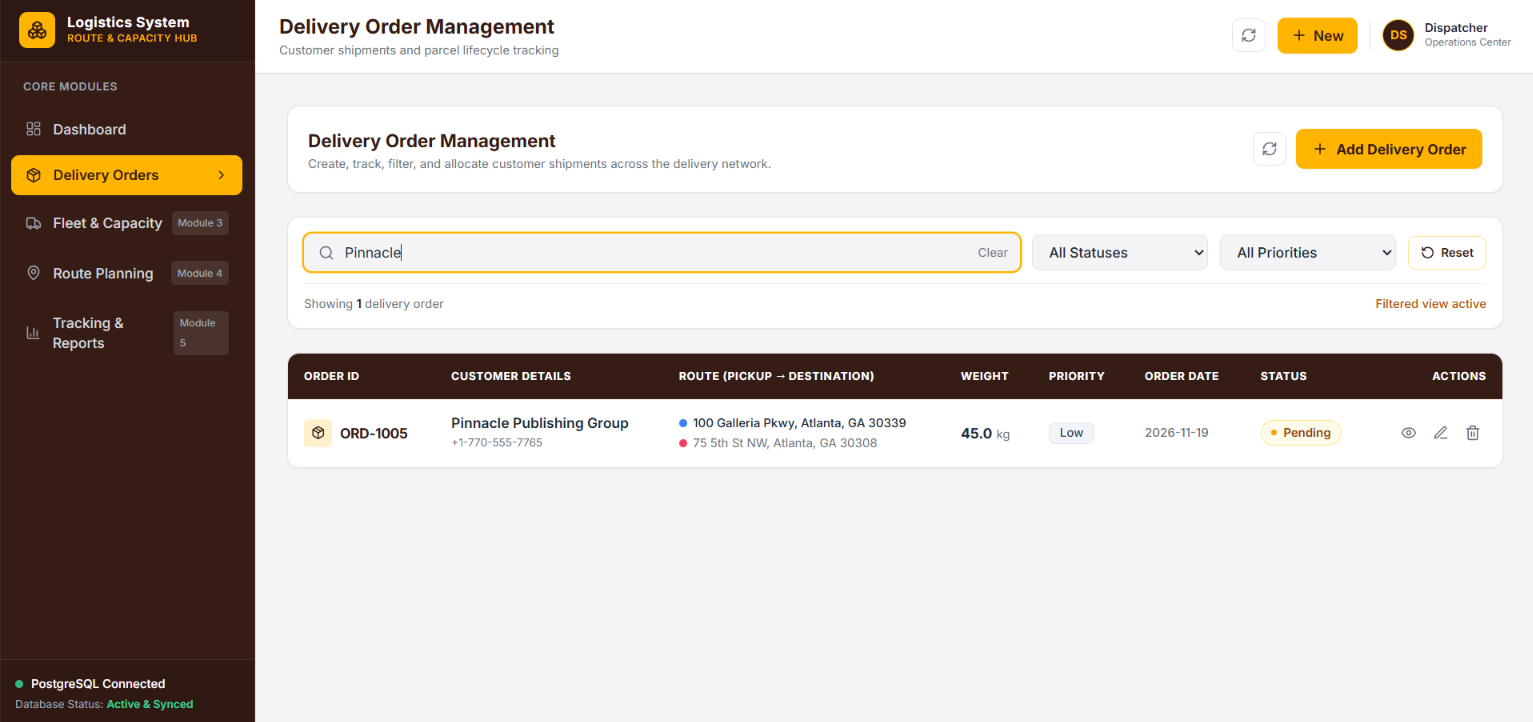 Logistics System
ROUTE & CAPACITY HUB
CORE MODULES
Dashboard
Delivery Orders
Fleet & Capacity Module 3
Route Planning Module 4
Tracking & Reports Module 5
PostgreSQL Connected
Database Status: Active & Synced
Delivery Order Management
Customer shipments and parcel lifecycle tracking
+ New
DS
Dispatcher
Operations Center
Delivery Order Management
Create, track, filter, and allocate customer shipments across the delivery network.
+ Add Delivery Order
Pinnacle Clear All Statuses All Priorities Reset
Showing 1 delivery order Filtered view active
ORDER ID CUSTOMER DETAILS ROUTE (PICKUP → DESTINATION) WEIGHT PRIORITY ORDER DATE STATUS ACTIONS
ORD-1005
Pinnacle Publishing Group
+1-770-555-7765
100 Galleria Pkwy, Atlanta, GA 30339
75 5th St NW, Atlanta, GA 30308
45.0 kg
Low
2026-11-19
Pending